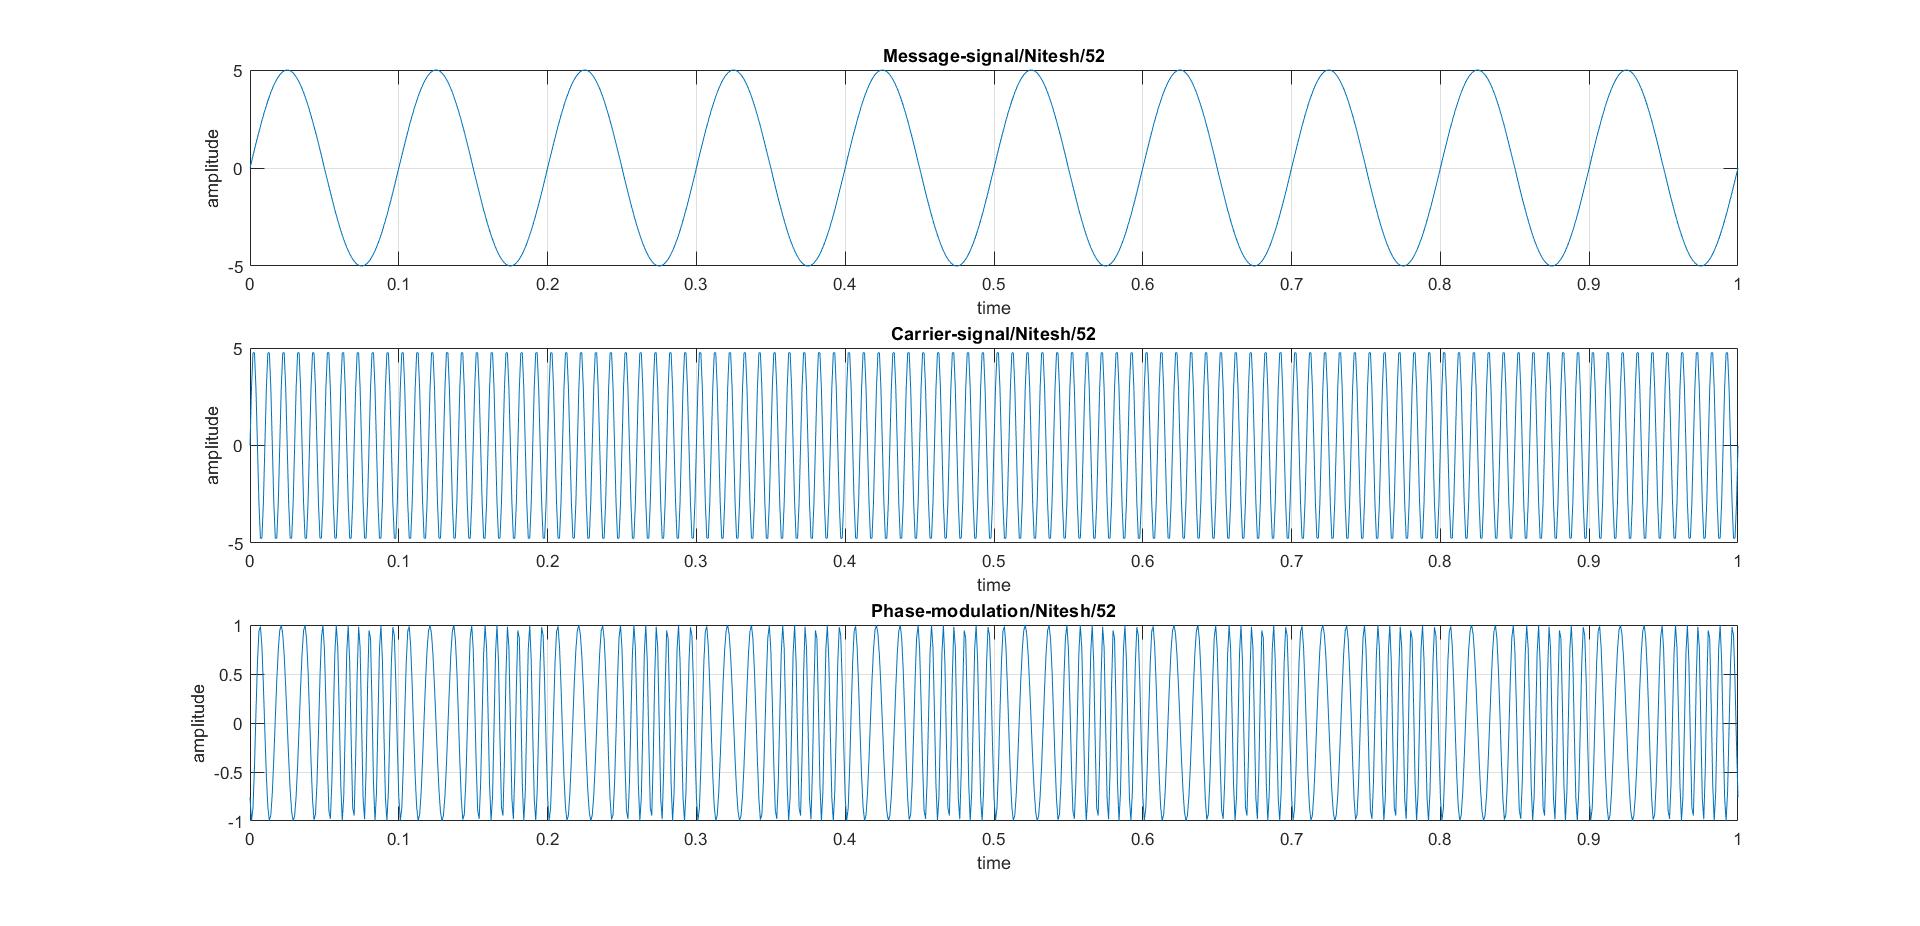 Message-signal/Nitesh/52
5
0
-5
amplitude
0 0.1 0.2 0.3 0.4 0.5 0.6 0.7 0.8 0.9 1
time
Carrier-signal/Nitesh/52
5
0
-5
amplitude
0 0.1 0.2 0.3 0.4 0.5 0.6 0.7 0.8 0.9 1
time
Phase-modulation/Nitesh/52
1
0.5
0
-0.5
-1
amplitude
0 0.1 0.2 0.3 0.4 0.5 0.6 0.7 0.8 0.9 1
time